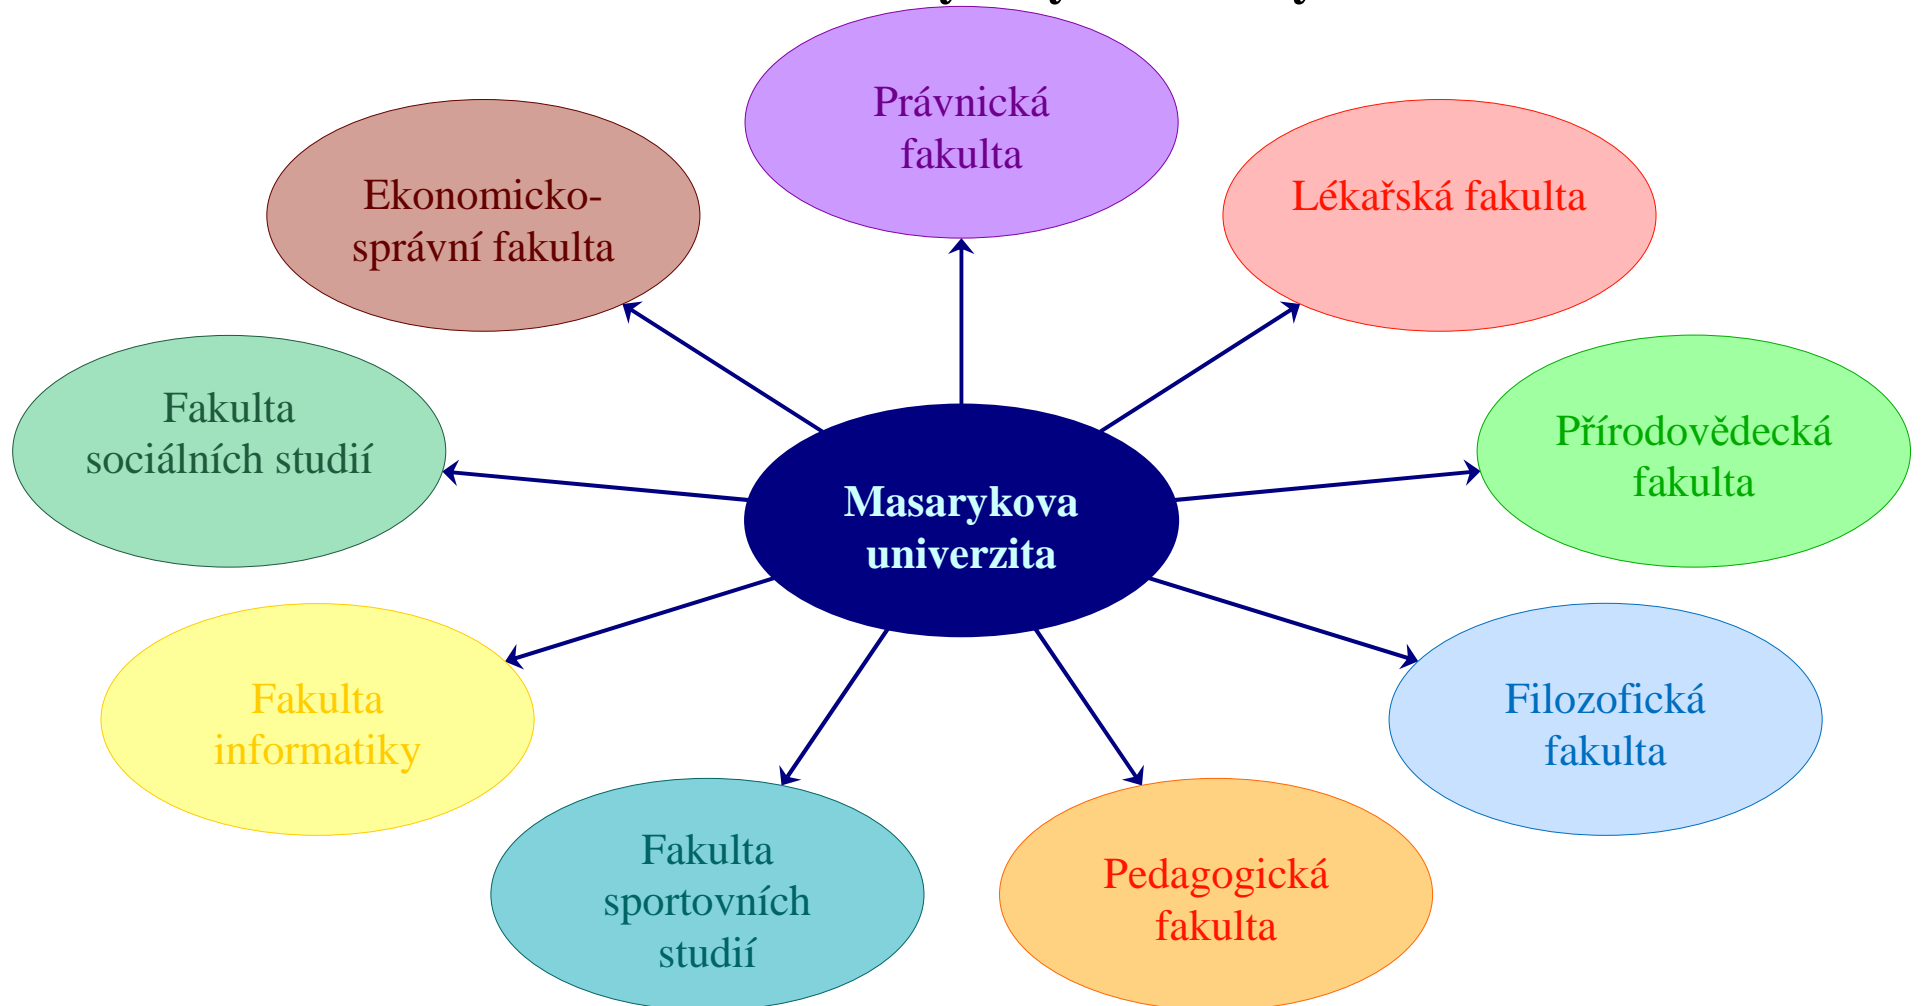 Právnická
fakulta
Ekonomicko-
správní fakulta
Lékařská fakulta
Fakulta
sociálních studií
Přírodovědecká
fakulta
Masarykova
univerzita
Fakulta
informatiky
Filozofická
fakulta
Fakulta
sportovních
studií
Pedagogická
fakulta